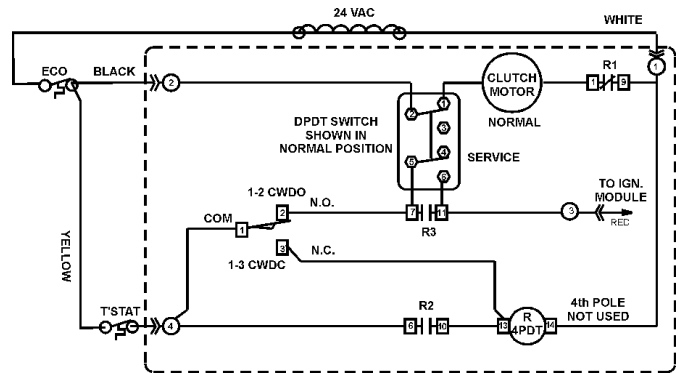 24 VAC
WHITE
ECO
BLACK
2
1
R1
CLUTCH
MOTOR
1
9
NORMAL
DPDT SWITCH
SHOWN IN
NORMAL POSITION
2
1
3
4
5
6
SERVICE
1-2 CWDO
N.O.
TO IGN.
MODULE
RED
COM
1
2
7
11
3
R3
3
N.C.
1-3 CWDC
YELLOW
T'STAT
4
R2
6
10
13
R
4PDT
14
4th POLE
NOT USED